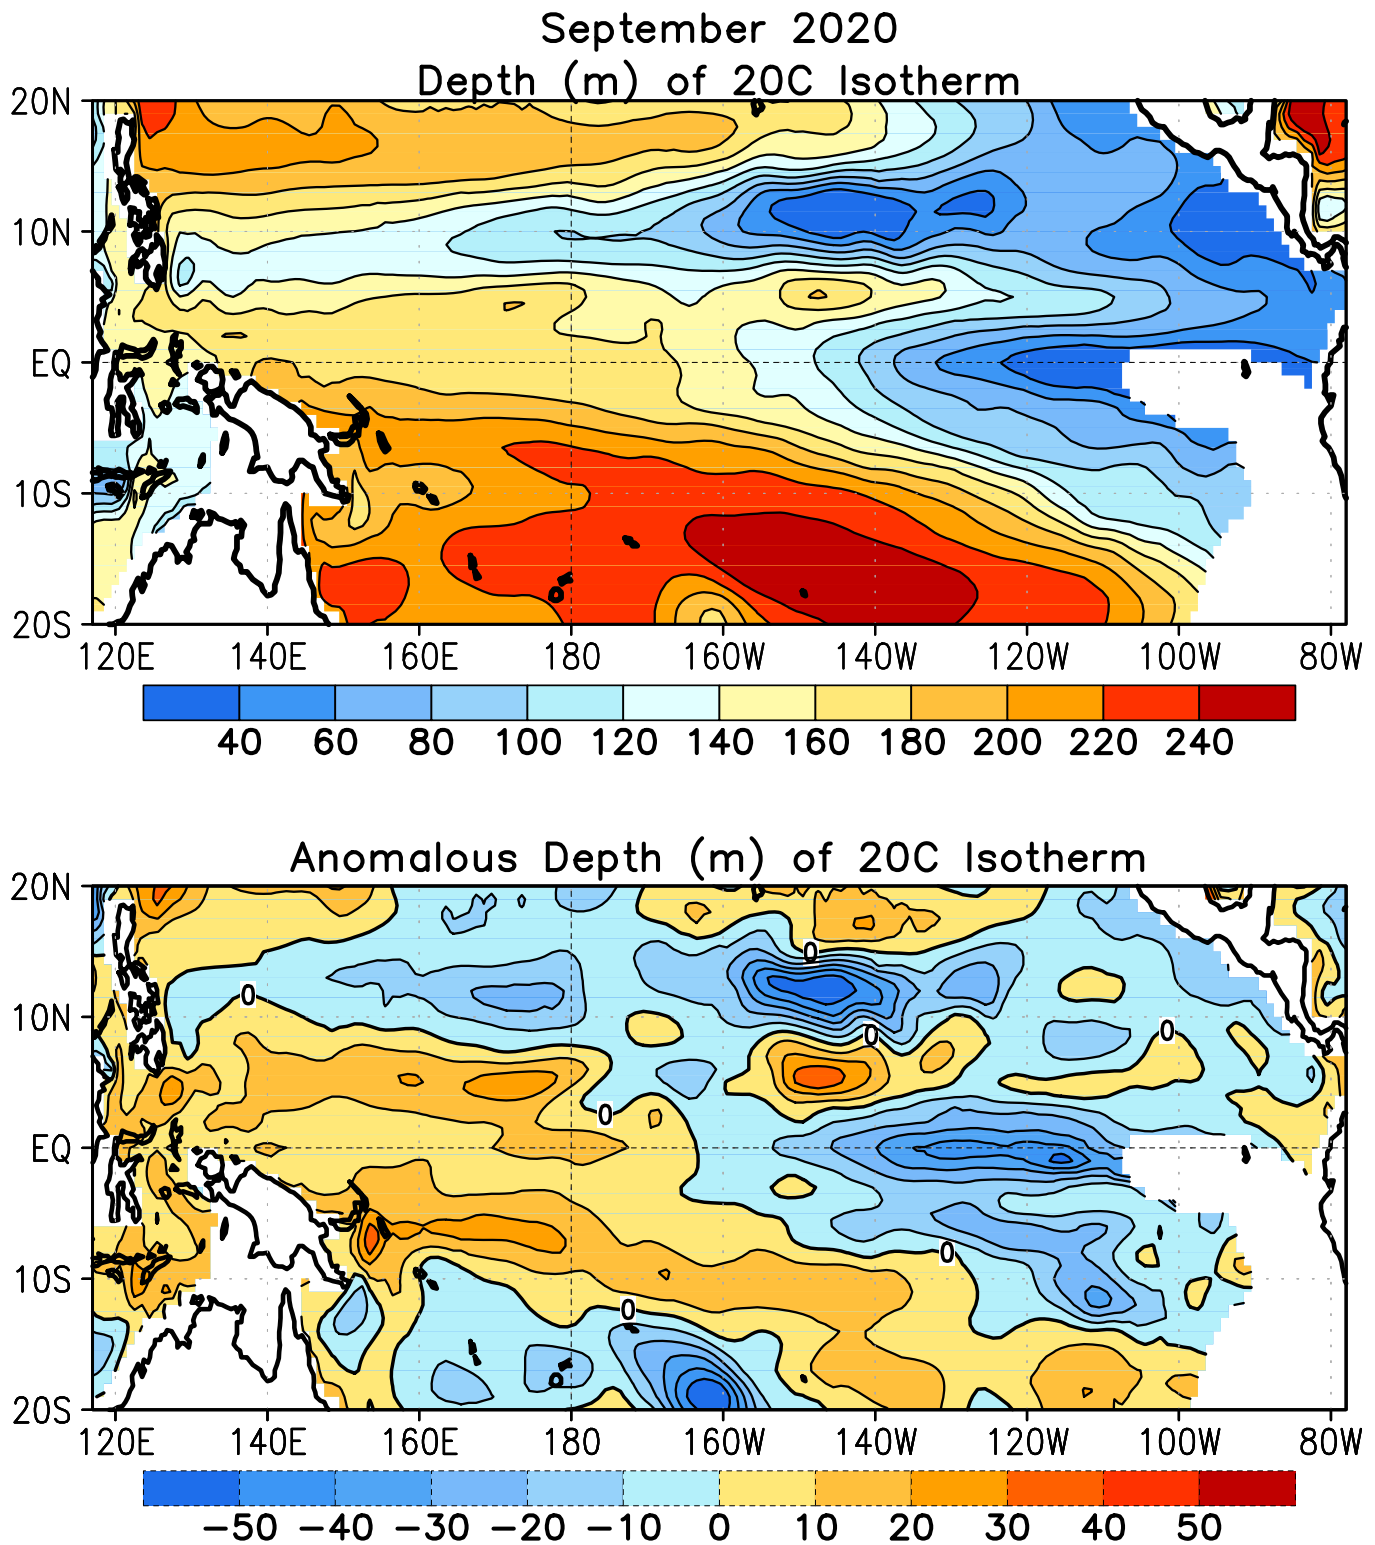 September 2020
Depth (m) of 20C Isotherm
20N
10N
EQ
10S
20S
120E 140E 160E 180 160W 140W 120W 100W 80W
40 60 80 100 120 140 160 180 200 220 240
Anomalous Depth (m) of 20C Isotherm
20N
0
0
10N
0
0
0
EQ
0
10S
0
20S
120E 140E 160E 180 160W 140W 120W 100W 80W
−50 −40 −30 −20 −10 0 10 20 30 40 50